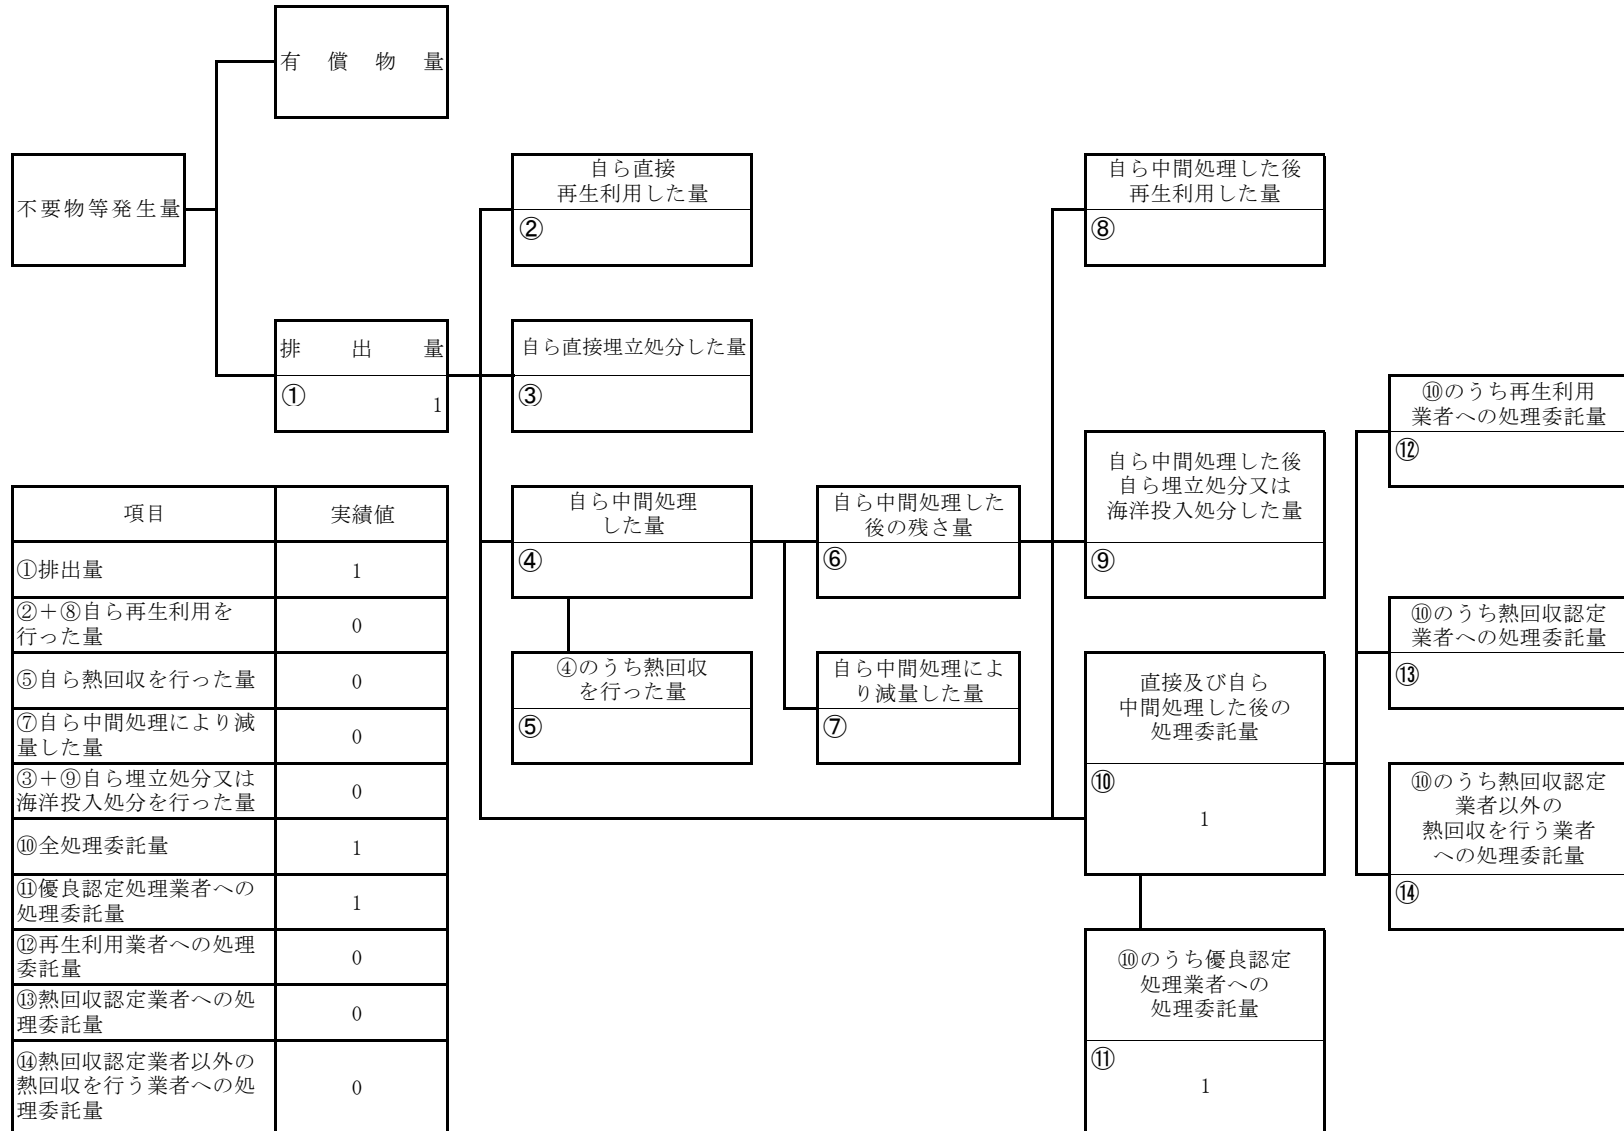 有償物量
不要物等発生量
排出量
①
1
自ら直接
再生利用した量
②
自ら直接埋立処分した量
③
自ら中間処理
した量
④
④のうち熱回収
を行った量
⑤
自ら中間処理した
後の残さ量
⑥
自ら中間処理によ
り減量した量
⑦
自ら中間処理した後
再生利用した量
⑧
自ら中間処理した後
自ら埋立処分又は
海洋投入処分した量
⑨
直接及び自ら
中間処理した後の
処理委託量
⑩
1
⑩のうち優良認定
処理業者への
処理委託量
⑪
1
⑩のうち再生利用
業者への処理委託量
⑫
⑩のうち熱回収認定
業者への処理委託量
⑬
⑩のうち熱回収認定
業者以外の
熱回収を行う業者
への処理委託量
⑭
項目 実績値
①排出量 1
②+⑧自ら再生利用を
行った量 0
⑤自ら熱回収を行った量 0
⑦自ら中間処理により減
量した量 0
③+⑨自ら埋立処分又は
海洋投入処分を行った量 0
⑩全処理委託量 1
⑪優良認定処理業者への
処理委託量 1
⑫再生利用業者への処理
委託量 0
⑬熱回収認定業者への処
理委託量 0
⑭熱回収認定業者以外の
熱回収を行う業者への処
理委託量 0